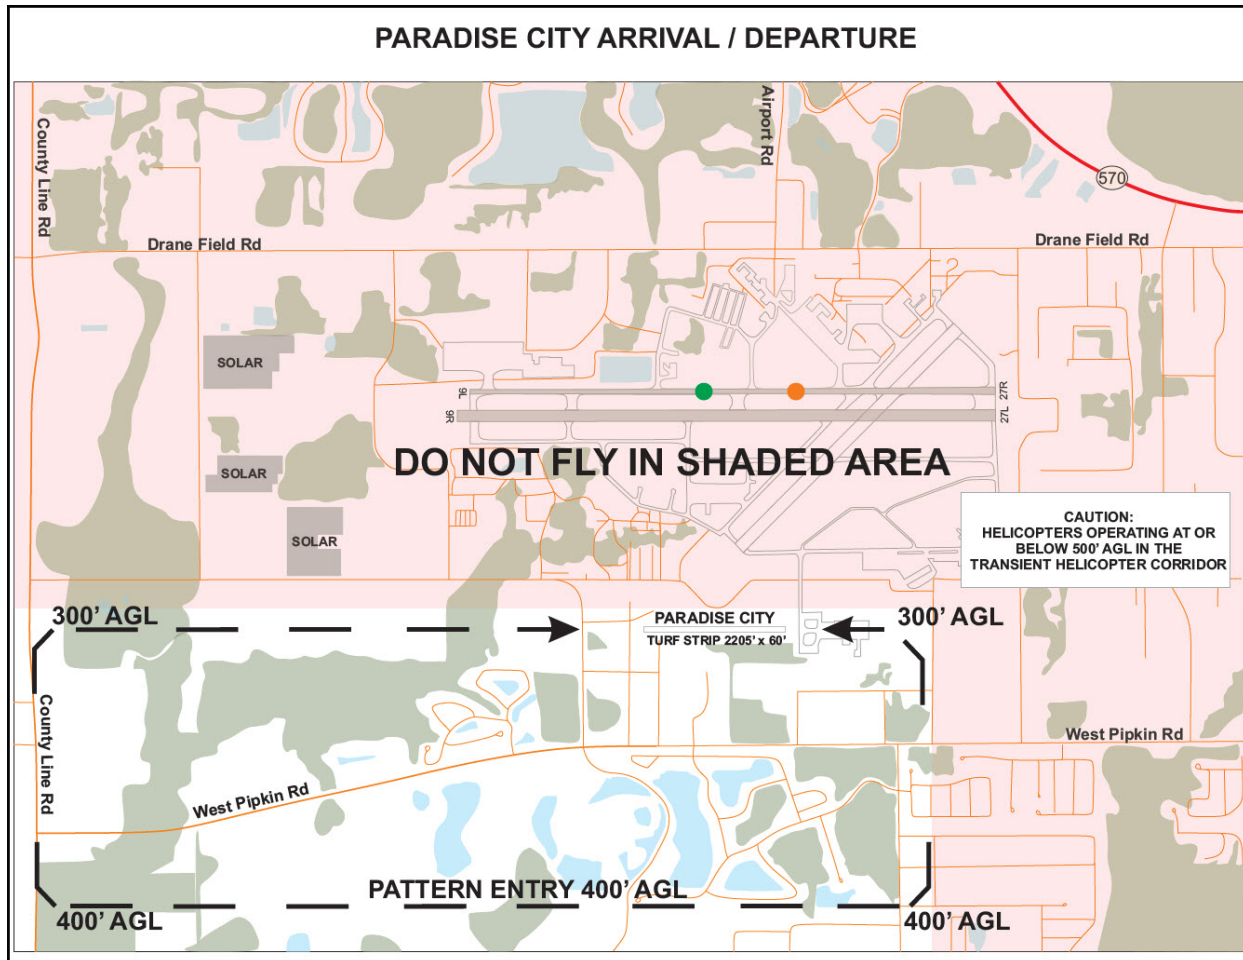 PARADISE CITY ARRIVAL / DEPARTURE
County Line Rd
Airport Rd
570
Drane Field Rd
Drane Field Rd
SOLAR
9L
27R
9R
27L
DO NOT FLY IN SHADED AREA
SOLAR
SOLAR
CAUTION:
HELICOPTERS OPERATING AT OR
BELOW 500' AGL IN THE
TRANSIENT HELICOPTER CORRIDOR
300' AGL
PARADISE CITY
300' AGL
TURF STRIP 2205' x 60'
County Line Rd
West Pipkin Rd
West Pipkin Rd
PATTERN ENTRY 400' AGL
400' AGL
400' AGL